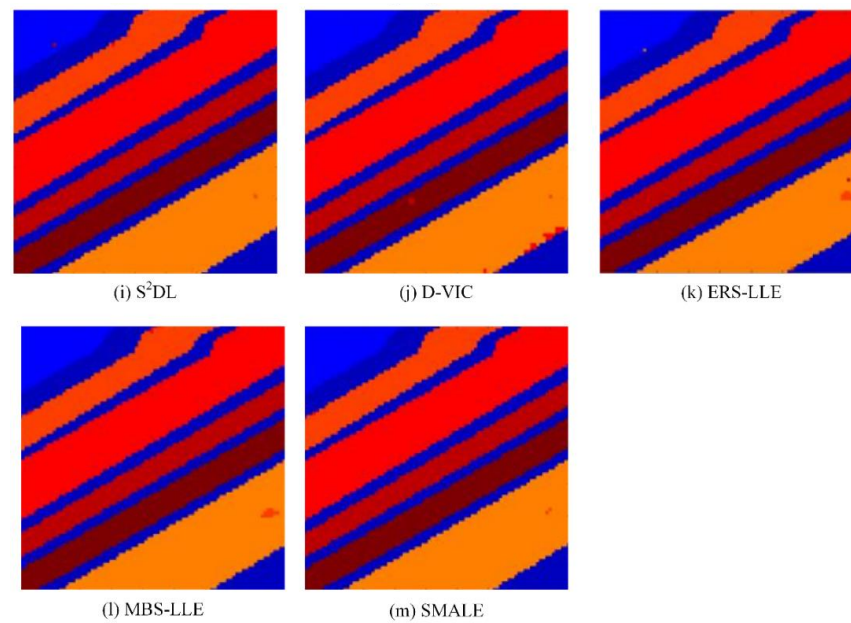 (i) S²DL
(j) D-VIC
(k) ERS-LLE
(l) MBS-LLE
(m) SMALE